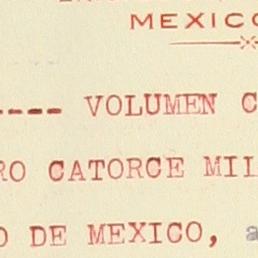 MEXICO
---- VOLUMEN C
RO CATORCE MIL
O DE MEXICO, a